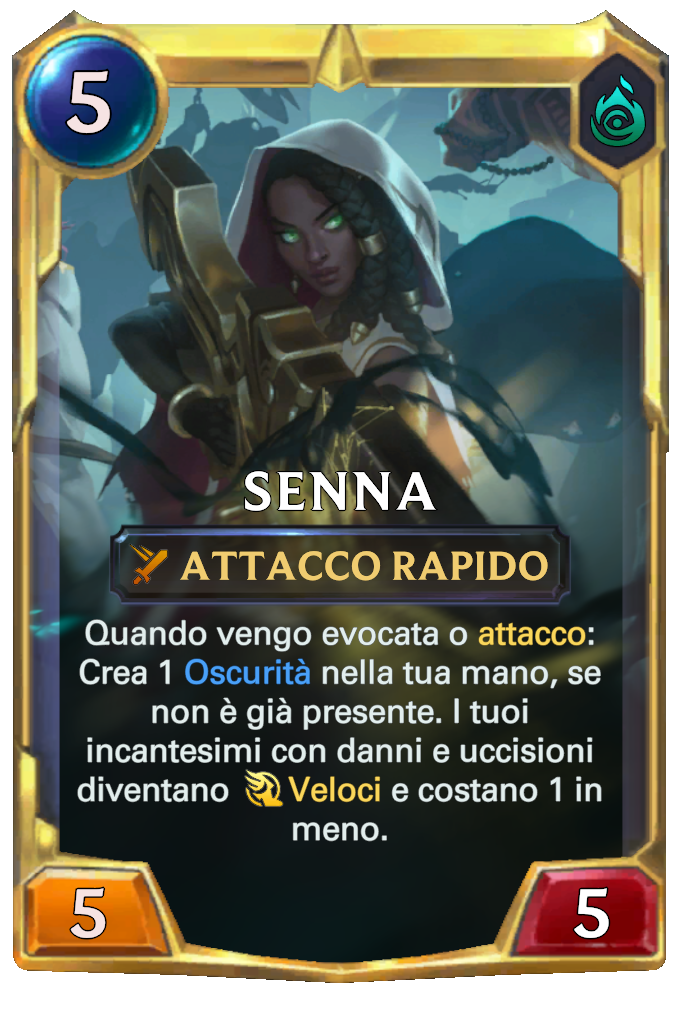 5
SENNA
ATTACCO RAPIDO
Quando vengo evocata o attacco:
Crea 1 Oscurità nella tua mano, se
non è già presente. I tuoi
incantesimi con danni e uccisioni
diventano Veloci e costano 1 in
meno.
5
5